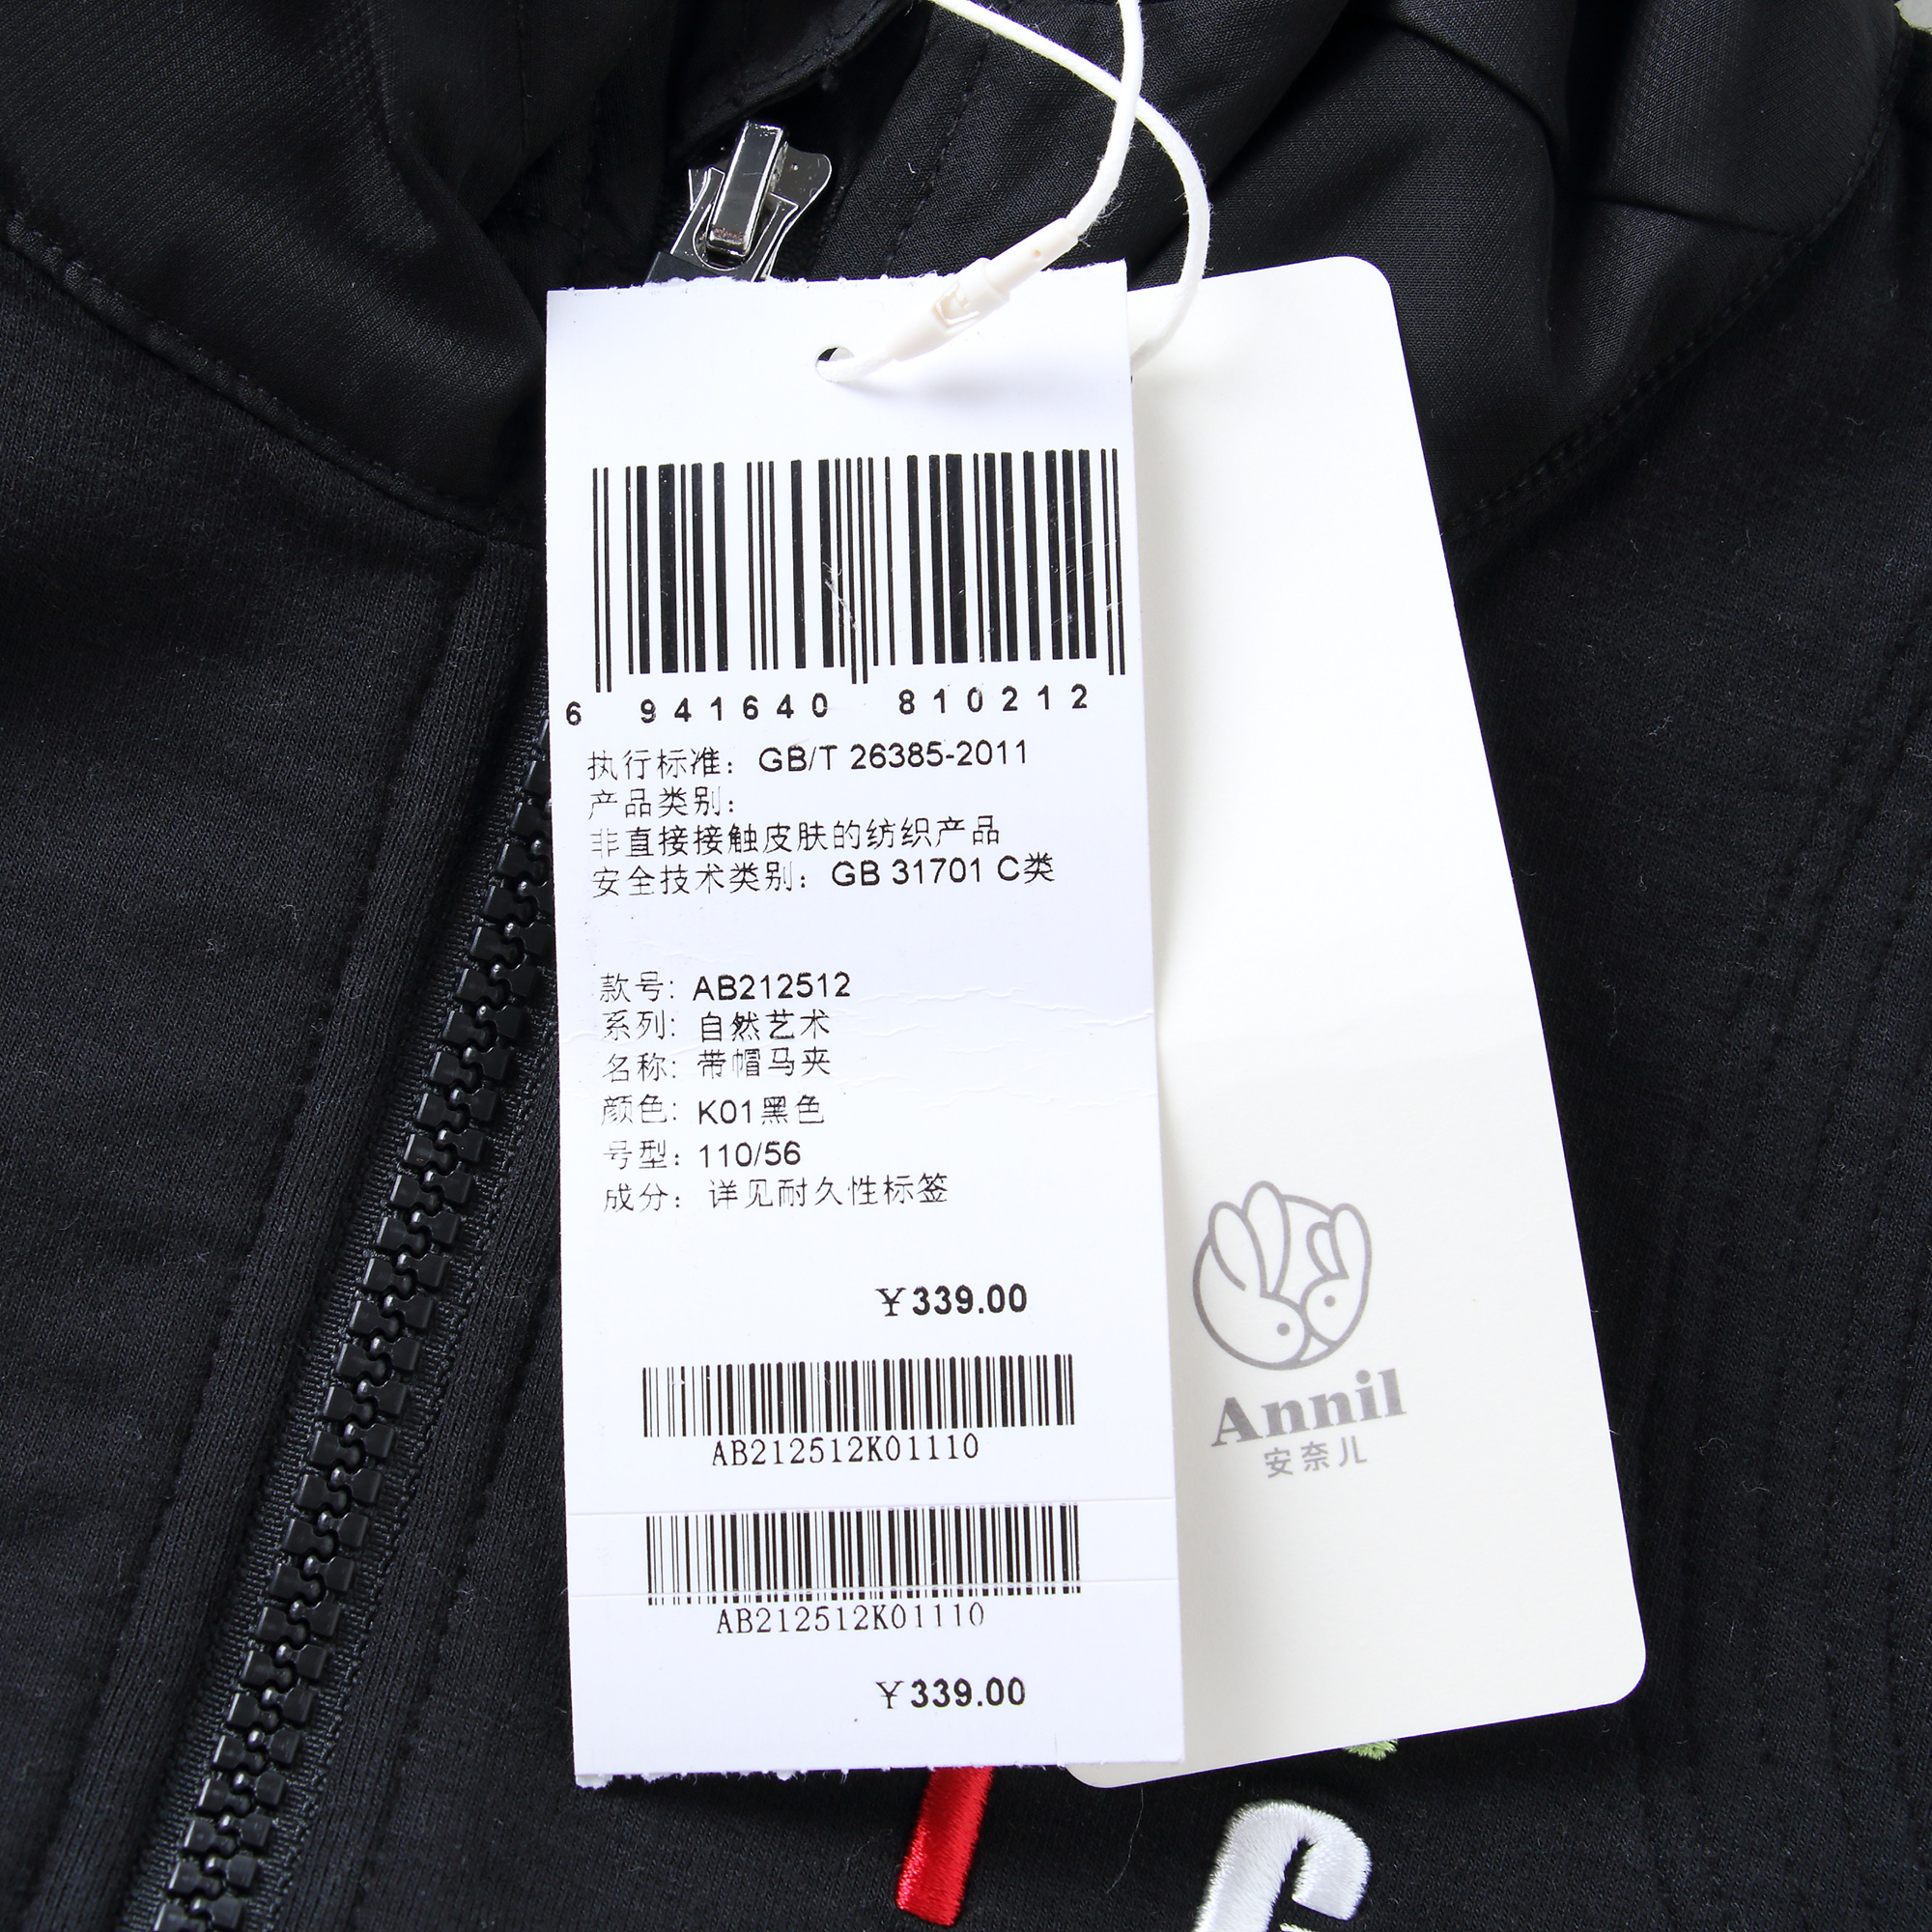 6 941640 810212
执行标准：GB/T 26385-2011
产品类别：
非直接接触皮肤的纺织产品
安全技术类别：GB 31701 C类
款号：AB212512
系列：自然艺术
名称：带帽马夹
颜色：K01黑色
号型：110/56
成分：详见耐久性标签
¥339.00
AB212512K01110
AB212512K01110
¥339.00
Annil
安奈儿